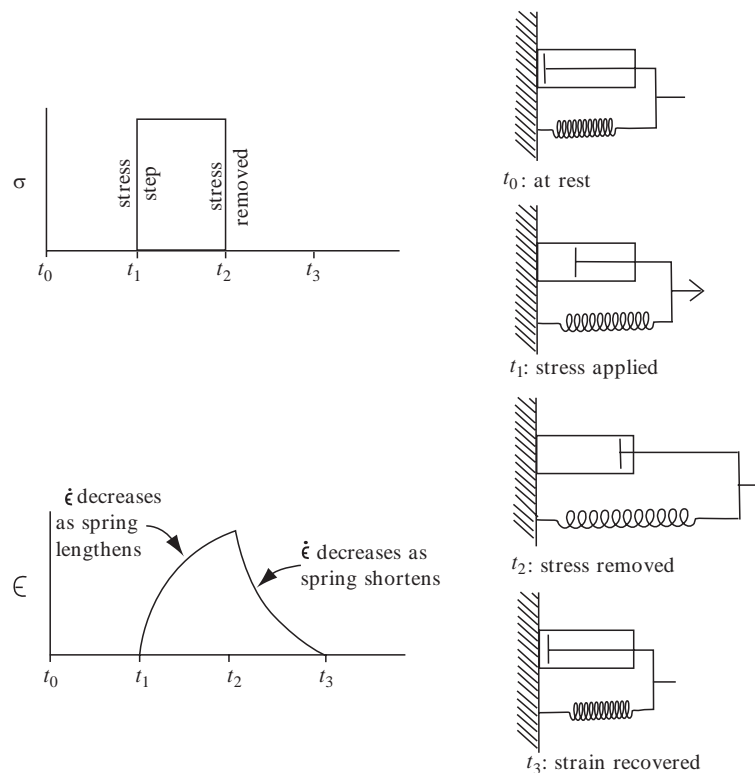 σ
stress
step
stress
removed
t0
t1
t2
t3
ϵ̇ decreases
as spring
lengthens
ϵ̇ decreases as
spring shortens
ϵ
t0
t1
t2
t3
t0: at rest
t1: stress applied
t2: stress removed
t3: strain recovered